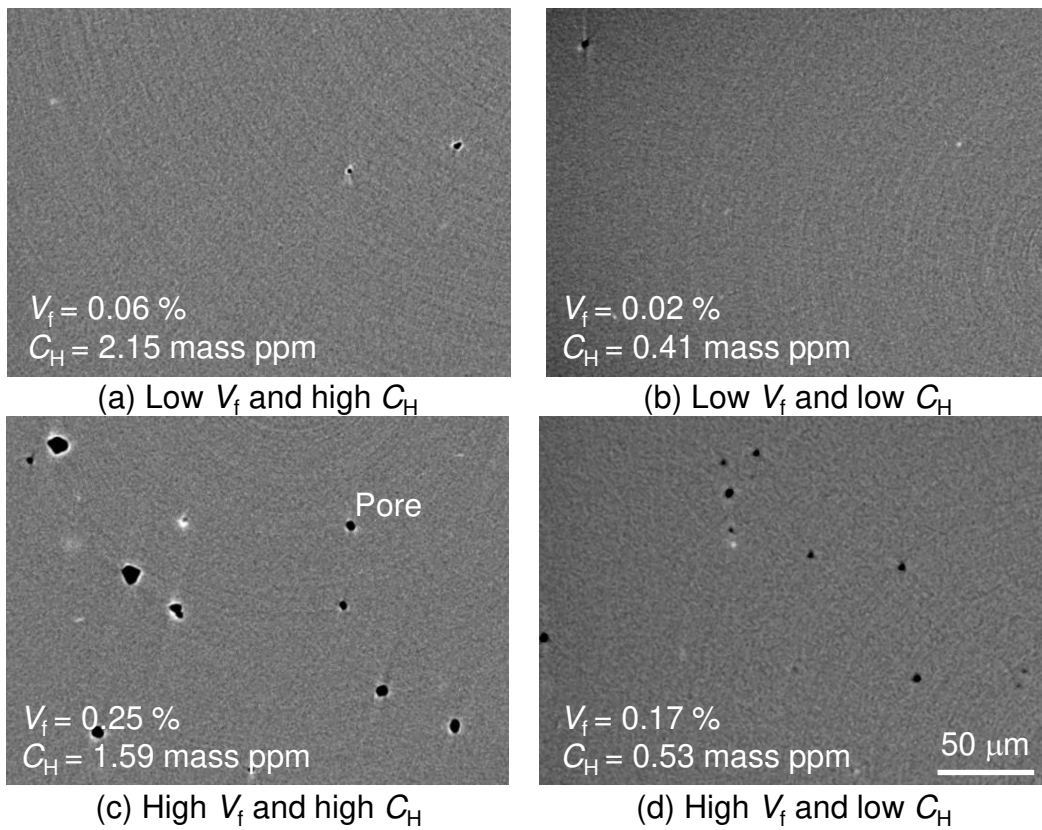 V_f = 0.06 %
C_H = 2.15 mass ppm
(a) Low V_f and high C_H
V_f = 0.02 %
C_H = 0.41 mass ppm
(b) Low V_f and low C_H
Pore
V_f = 0.25 %
C_H = 1.59 mass ppm
(c) High V_f and high C_H
V_f = 0.17 %
C_H = 0.53 mass ppm
50 μm
(d) High V_f and low C_H